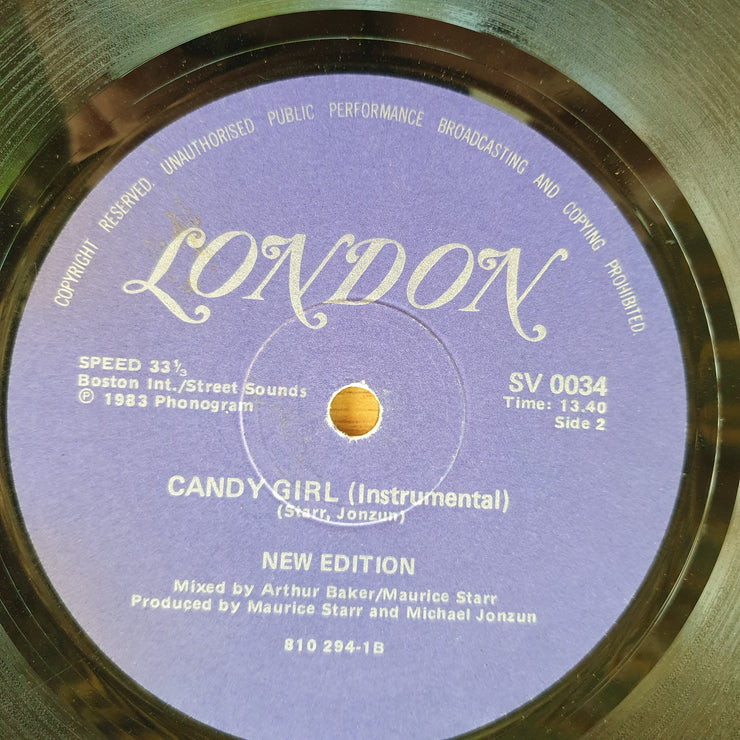 COPYRIGHT RESERVED. UNAUTHORISED PUBLIC PERFORMANCE BROADCASTING AND COPYING PROHIBITED.
LONDON
SPEED 33⅓
Boston Int./Street Sounds
℗ 1983 Phonogram
SV 0034
Time: 13.40
Side 2
CANDY GIRL (Instrumental)
(Starr, Jonzun)
NEW EDITION
Mixed by Arthur Baker/Maurice Starr
Produced by Maurice Starr and Michael Jonzun
810 294-1B